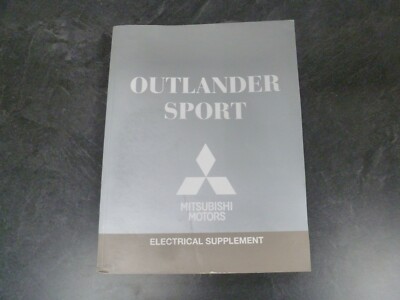 OUTLANDER
SPORT
MITSUBISHI
MOTORS
ELECTRICAL SUPPLEMENT